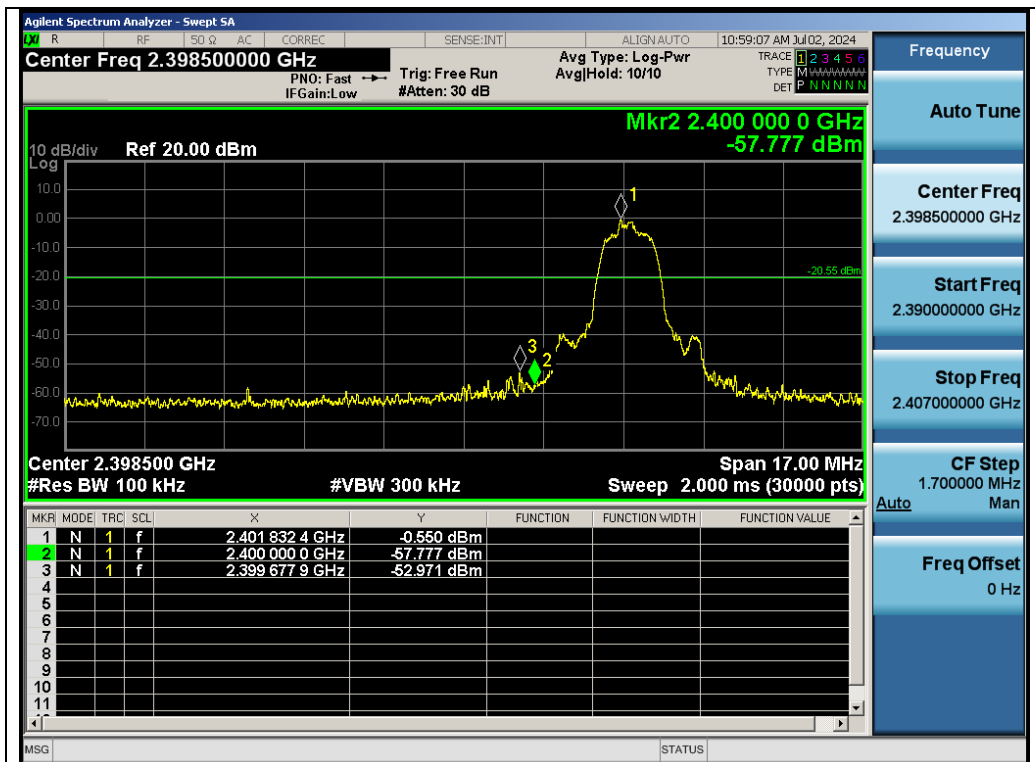 Agilent Spectrum Analyzer - Swept SA
LXI R RF 50 Ω AC CORREC SENSE:INT ALIGN AUTO 10:59:07 AM Jul 02, 2024
Center Freq 2.398500000 GHz
PNO: Fast
IFGain:Low
Trig: Free Run
#Atten: 30 dB
Avg Type: Log-Pwr
Avg|Hold: 10/10
TRACE 1 2 3 4 5 6
TYPE M
DET P N N N N N
Mkr2 2.400 000 0 GHz
-57.777 dBm
10 dB/div Ref 20.00 dBm
Log
10.0
0.00
-10.0
-20.0
-30.0
-40.0
-50.0
-60.0
-70.0
1
-20.55 dBm
3
2
Center 2.398500 GHz Span 17.00 MHz
#Res BW 100 kHz #VBW 300 kHz Sweep 2.000 ms (30000 pts)
MKR MODE TRC SCL X Y FUNCTION FUNCTION WIDTH FUNCTION VALUE
1 N 1 f 2.401 832 4 GHz -0.550 dBm
2 N 1 f 2.400 000 0 GHz -57.777 dBm
3 N 1 f 2.399 677 9 GHz -52.971 dBm
4
5
6
7
8
9
10
11
MSG STATUS
Frequency
Auto Tune
Center Freq
2.398500000 GHz
Start Freq
2.390000000 GHz
Stop Freq
2.407000000 GHz
CF Step
1.700000 MHz
Auto Man
Freq Offset
0 Hz